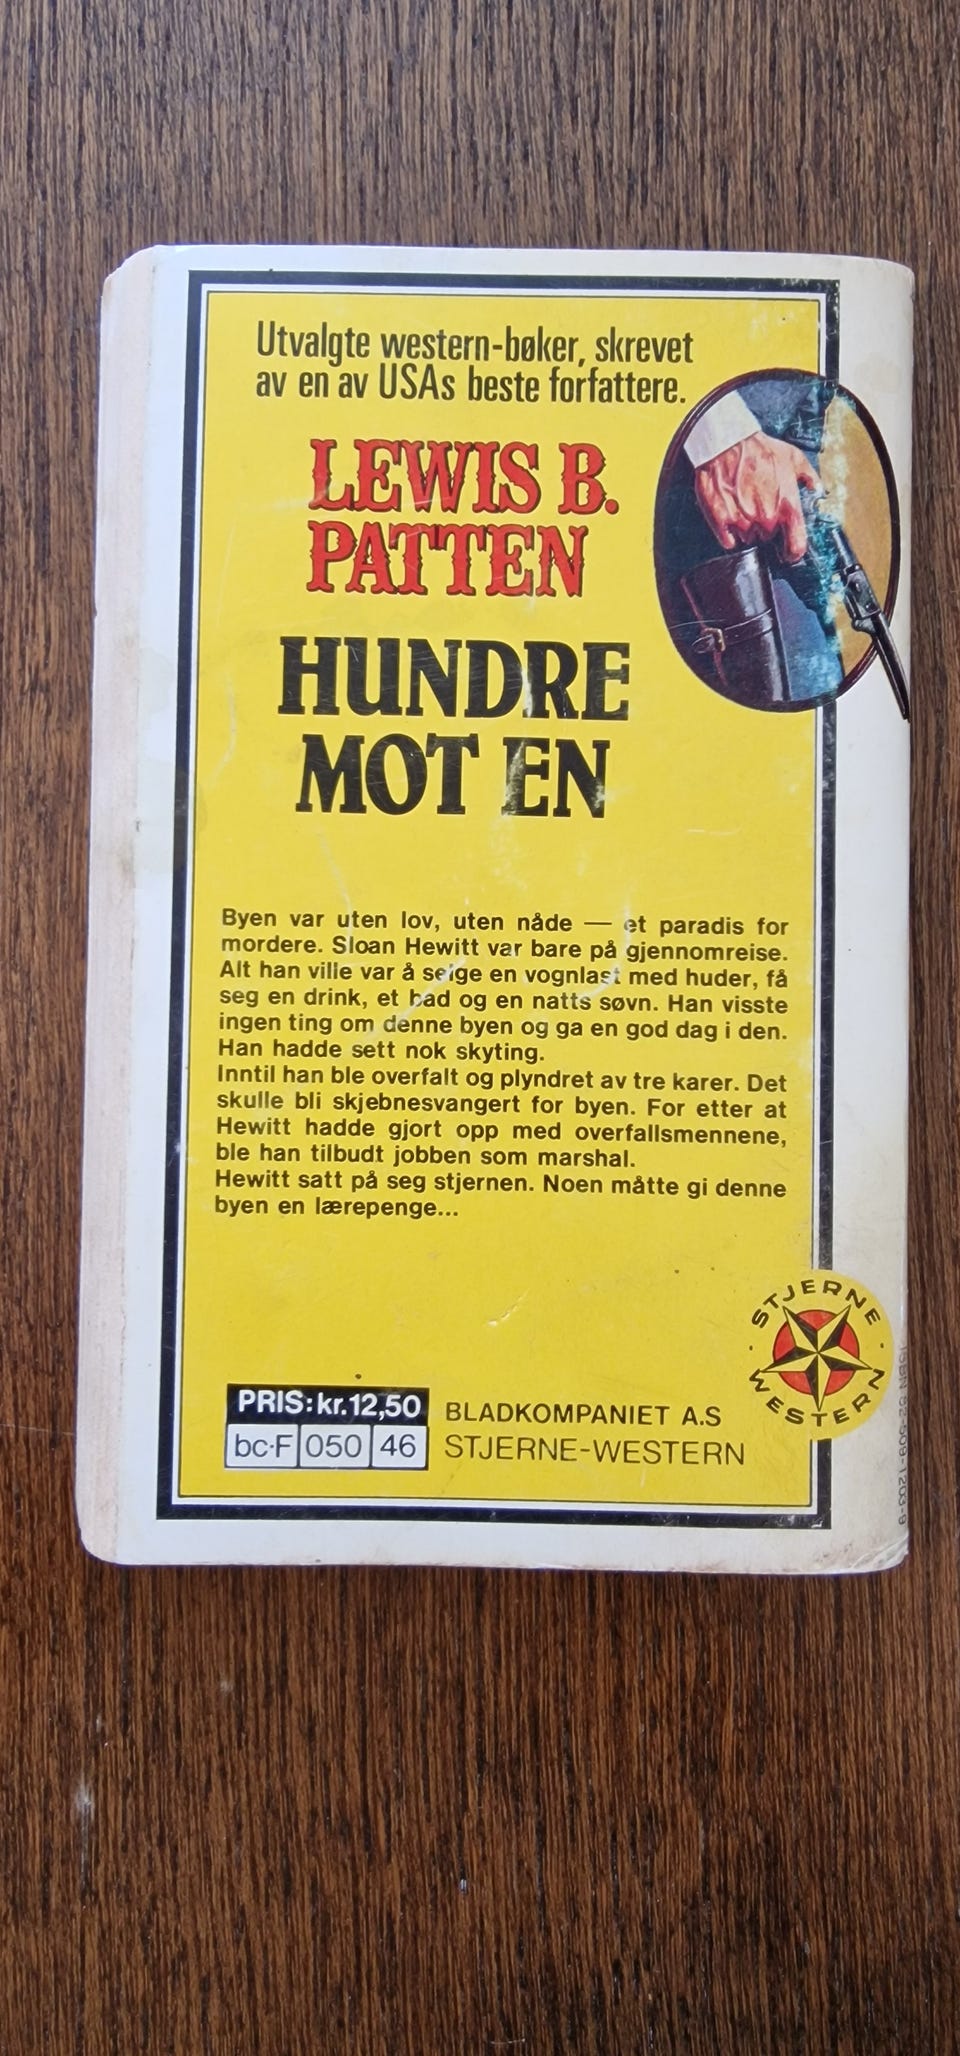 Utvalgte western-bøker, skrevet
av en av USAs beste forfattere.
LEWIS B.
PATTEN
HUNDRE
MOT EN
Byen var uten lov, uten nåde — et paradis for
mordere. Sloan Hewitt var bare på gjennomreise.
Alt han ville var å selge en vognlast med huder, få
seg en drink, et bad og en natts søvn. Han visste
ingen ting om denne byen og ga en god dag i den.
Han hadde sett nok skyting.
Inntil han ble overfalt og plyndret av tre karer. Det
skulle bli skjebnesvangert for byen. For etter at
Hewitt hadde gjort opp med overfallsmennene,
ble han tilbudt jobben som marshal.
Hewitt satt på seg stjernen. Noen måtte gi denne
byen en lærepenge...
STJERNE
WESTERN
PRIS: kr. 12,50
bc-F 050 46
BLADKOMPANIET A.S
STJERNE-WESTERN
ISBN 82-509-1203-9